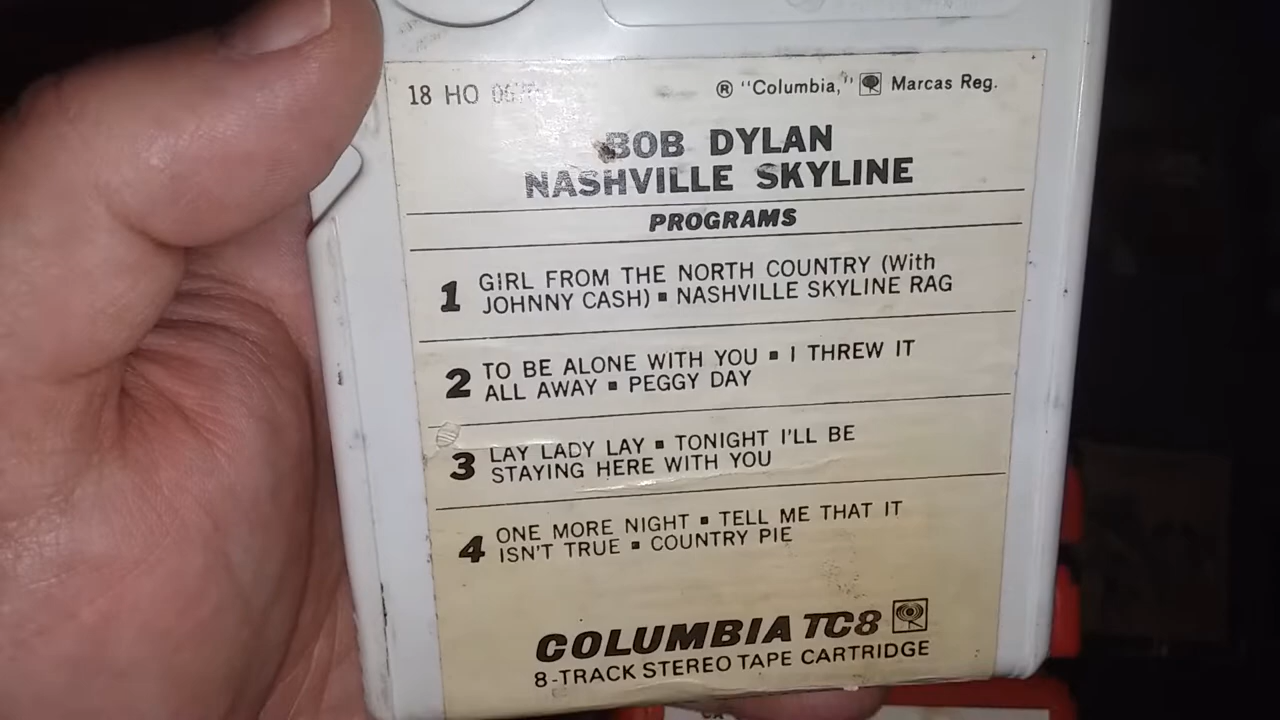 18 HO
® "Columbia," Marcas Reg.
BOB DYLAN
NASHVILLE SKYLINE
PROGRAMS
1 GIRL FROM THE NORTH COUNTRY (With
JOHNNY CASH) ▪ NASHVILLE SKYLINE RAG
2 TO BE ALONE WITH YOU ▪ I THREW IT
ALL AWAY ▪ PEGGY DAY
3 LAY LADY LAY ▪ TONIGHT I'LL BE
STAYING HERE WITH YOU
4 ONE MORE NIGHT ▪ TELL ME THAT IT
ISN'T TRUE ▪ COUNTRY PIE
COLUMBIA TC8
8-TRACK STEREO TAPE CARTRIDGE